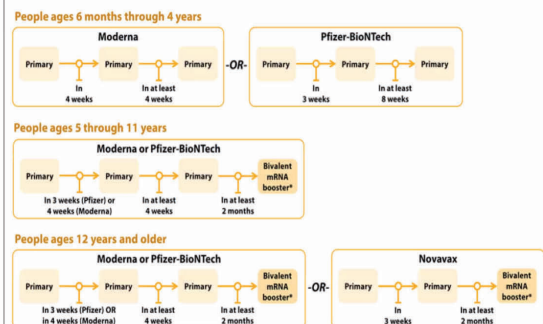 People ages 6 months through 4 years
Moderna
Primary Primary Primary
In
4 weeks
In at least
4 weeks
-OR-
Pfizer-BioNTech
Primary Primary Primary
In
3 weeks
In at least
8 weeks
People ages 5 through 11 years
Moderna or Pfizer-BioNTech
Primary Primary Primary
Bivalent
mRNA
booster*
In 3 weeks (Pfizer) or
4 weeks (Moderna)
In at least
4 weeks
In at least
2 months
People ages 12 years and older
Moderna or Pfizer-BioNTech
Primary Primary Primary
Bivalent
mRNA
booster*
In 3 weeks (Pfizer) OR
in 4 weeks (Moderna)
In at least
4 weeks
In at least
2 months
-OR-
Novavax
Primary Primary
Bivalent
mRNA
booster*
In
3 weeks
In at least
2 months